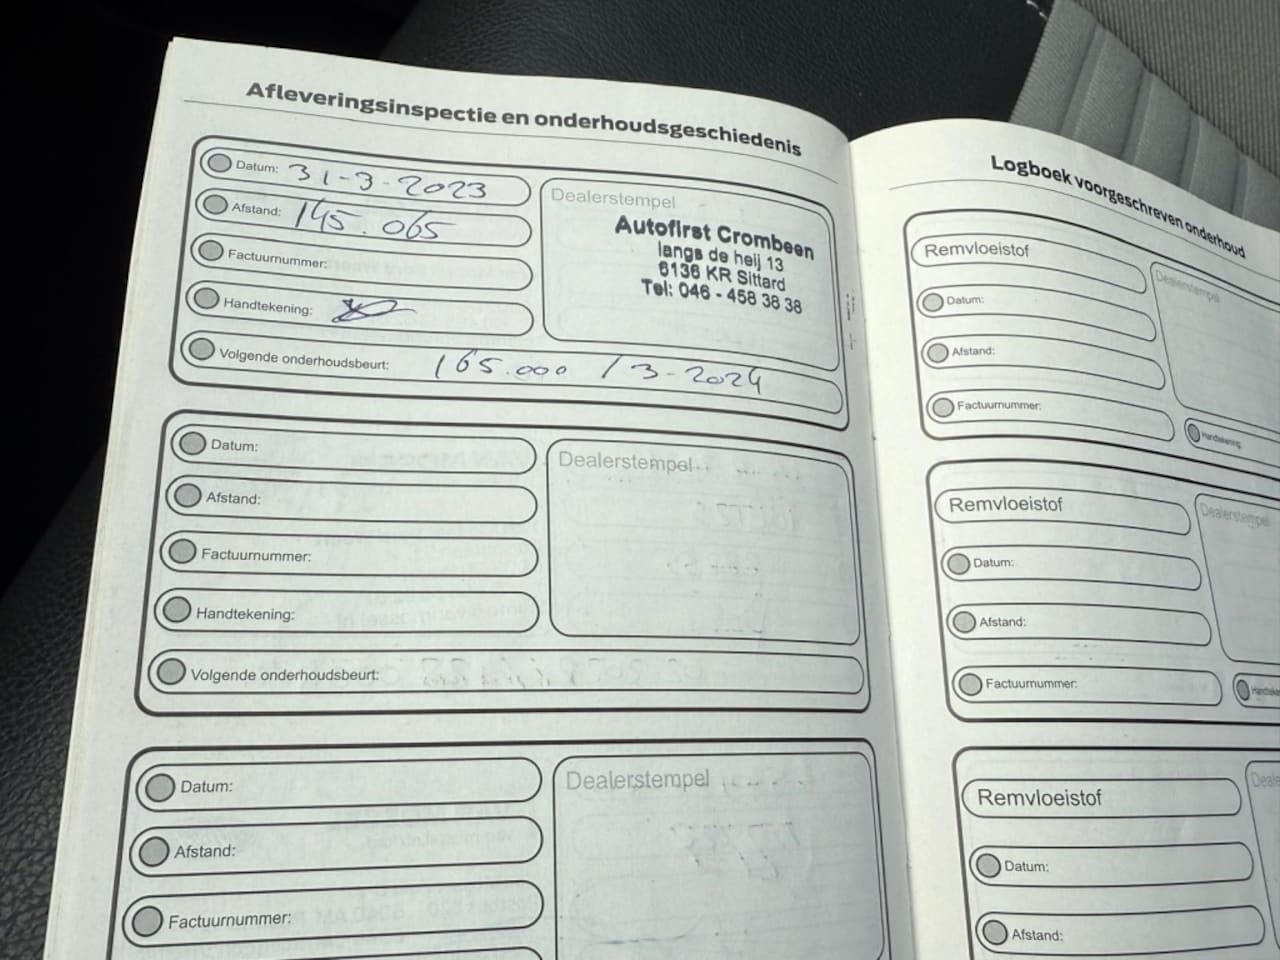 Afleveringsinspectie en onderhoudsgeschiedenis
Datum: 31-3-2023
Afstand: 145.065
Factuurnummer:
Handtekening:
Volgende onderhoudsbeurt: 165.000 / 3-2024
Dealerstempel
Autofirst Crombeen
langs de heij 13
6136 KR Sittard
Tel: 046 - 458 38 38
Datum:
Afstand:
Factuurnummer:
Handtekening:
Volgende onderhoudsbeurt:
Dealerstempel
Datum:
Afstand:
Factuurnummer:
Dealerstempel
Logboek voorgeschreven onderhoud
Remvloeistof
Datum:
Afstand:
Factuurnummer:
Dealerstempel
Handtekening:
Remvloeistof
Datum:
Afstand:
Factuurnummer:
Dealerstempel
Remvloeistof
Datum:
Afstand: